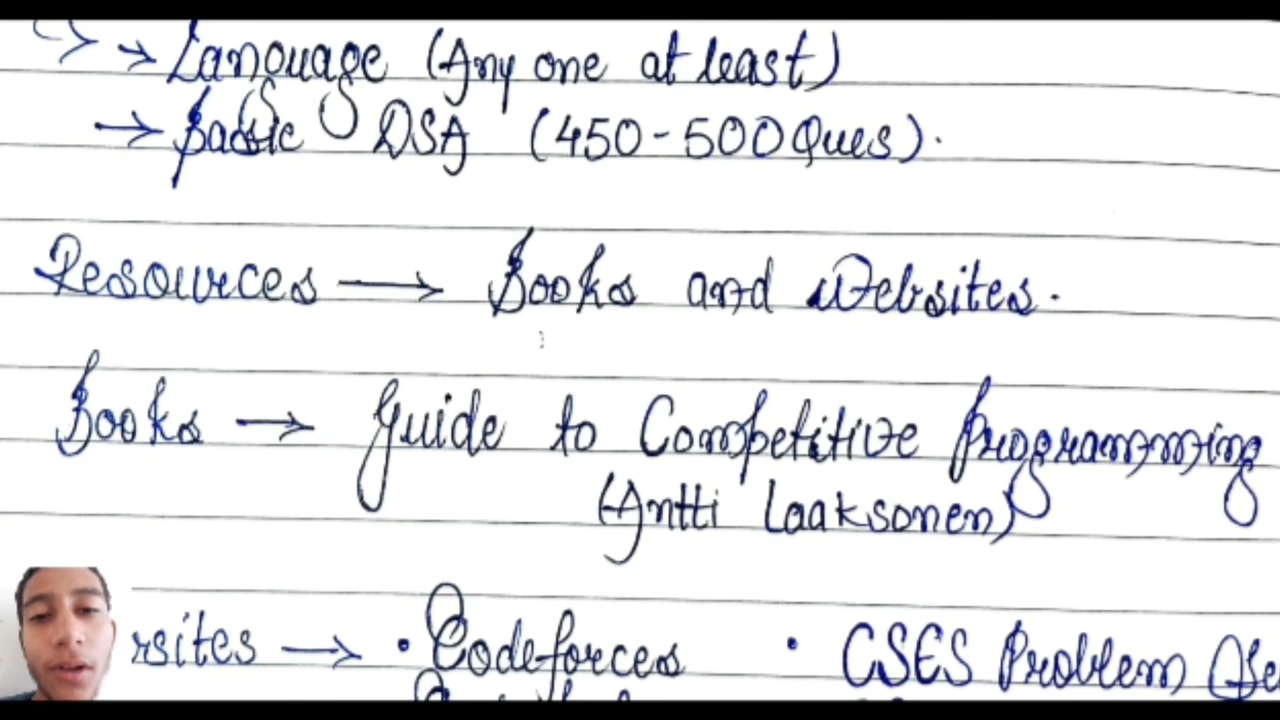 → Language (Any one at least)
→ Basic DSA (450-500 Ques).
Resources → Books and Websites.
Books → Guide to Competitive Programming
(Antti Laaksonen)
rsites → • Codeforces • CSES Problem (Se